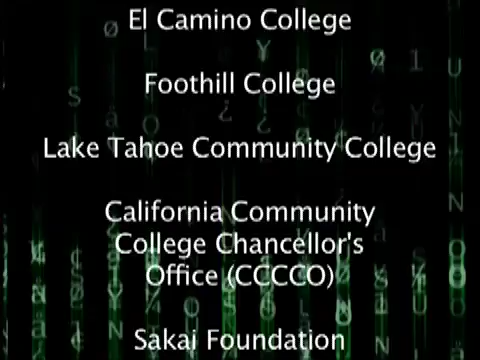 El Camino College
Foothill College
Lake Tahoe Community College
California Community
College Chancellor's
Office (CCCCO)
Sakai Foundation